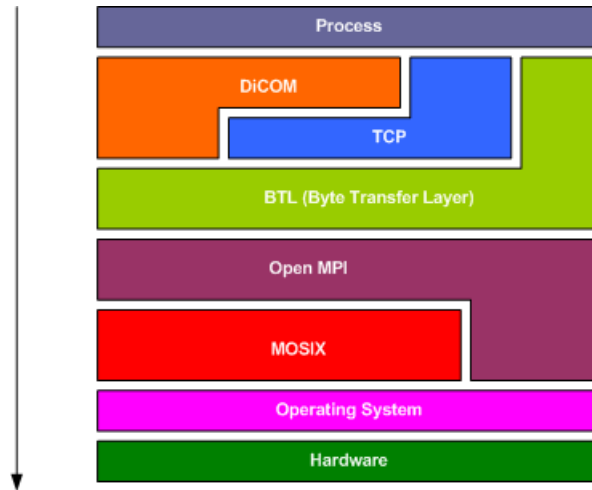 Process
DiCOM
TCP
BTL (Byte Transfer Layer)
Open MPI
MOSIX
Operating System
Hardware